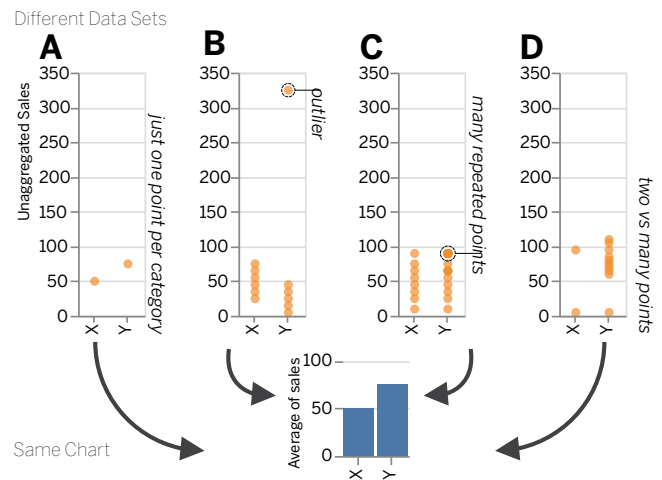 Different Data Sets
A
B
C
D
Unaggregated Sales
350
300
250
200
150
100
50
0
X
Y
just one point per category
350
300
250
200
150
100
50
0
X
Y
outlier
350
300
250
200
150
100
50
0
X
Y
many repeated points
350
300
250
200
150
100
50
0
X
Y
two vs many points
Same Chart
Average of sales
100
50
0
X
Y